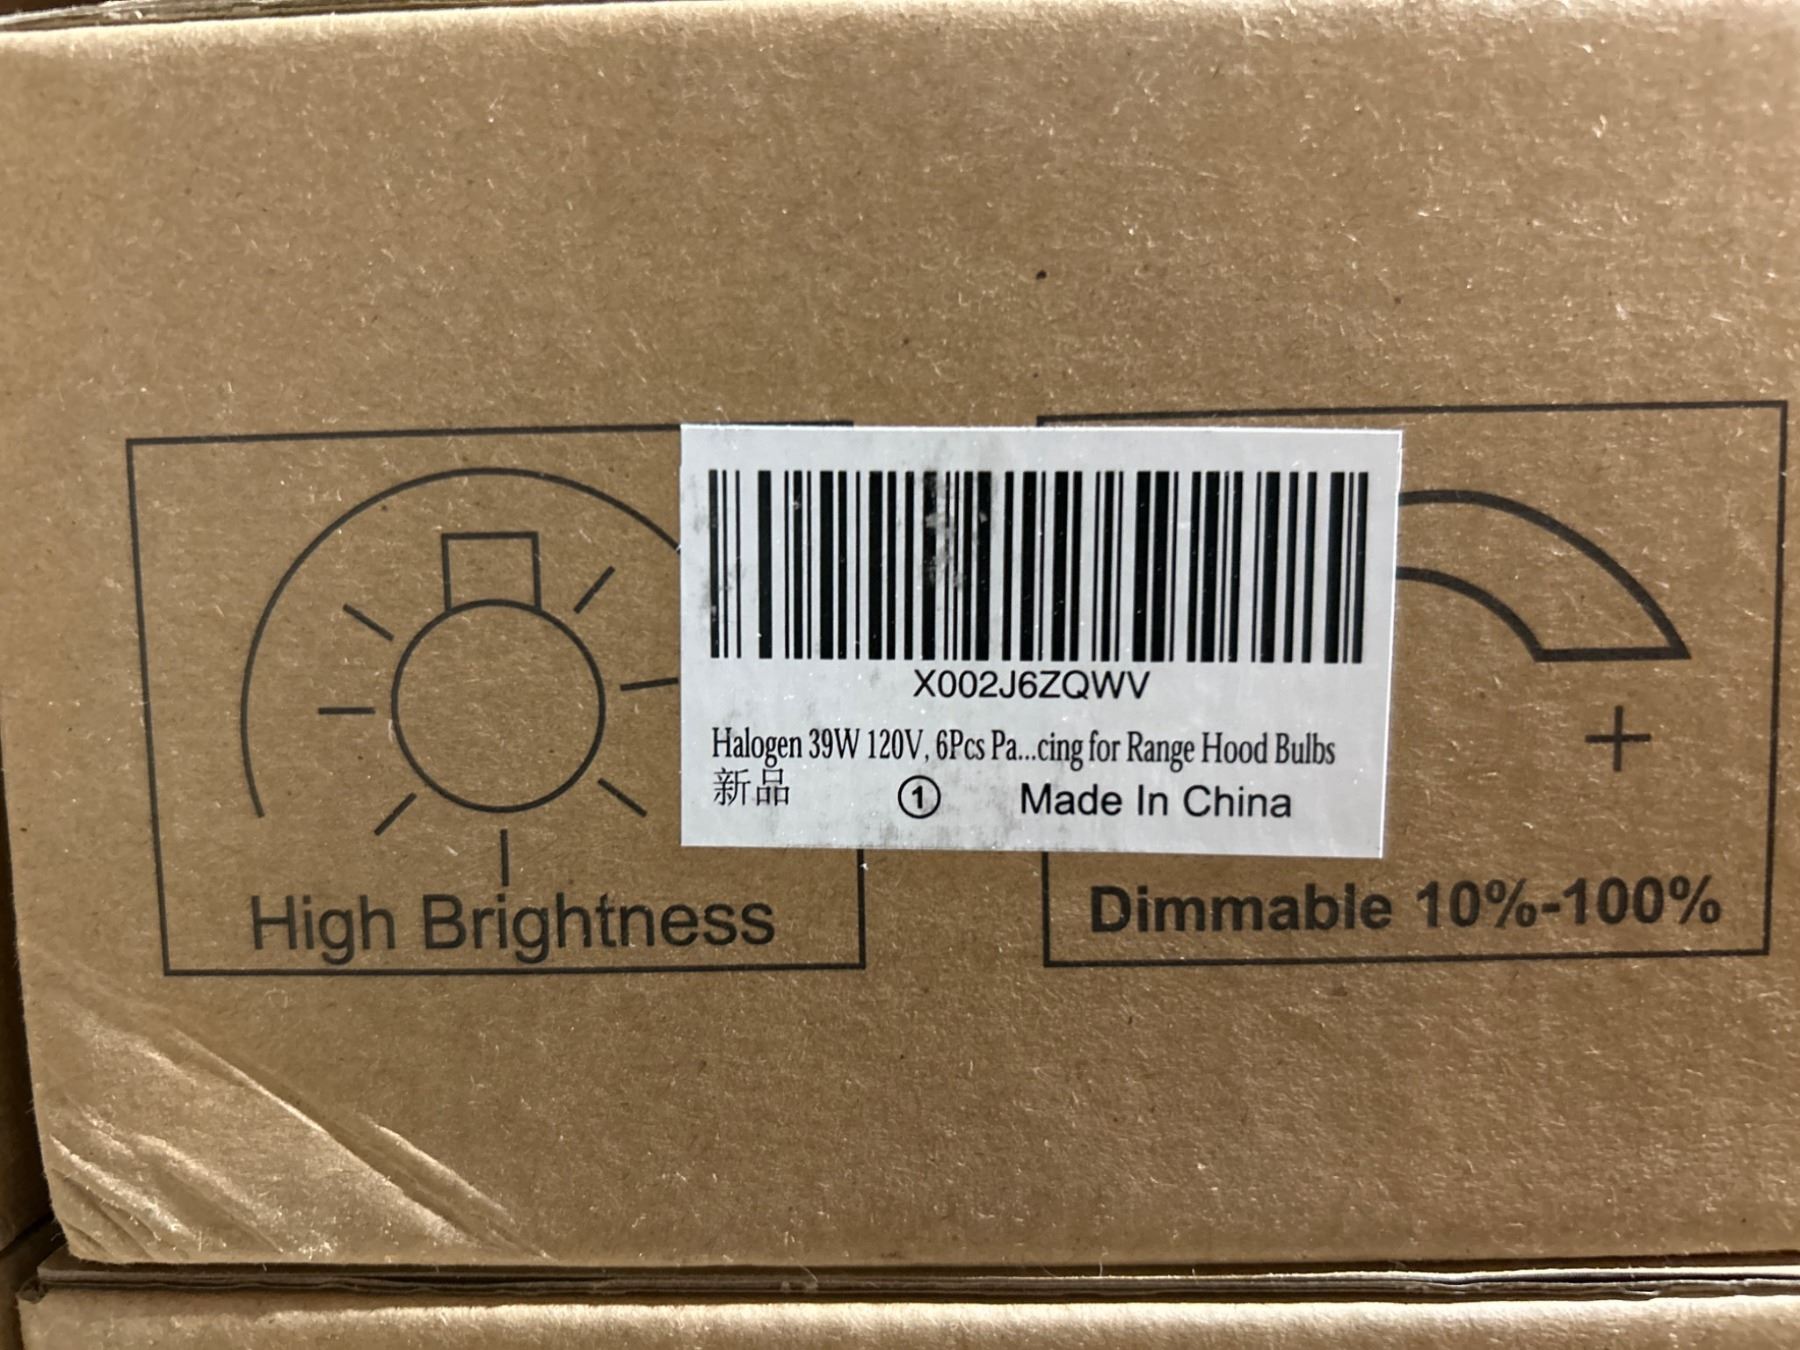 X002J6ZQWV
Halogen 39W 120V, 6Pcs Pa...cing for Range Hood Bulbs
新品 ① Made In China
+
High Brightness
Dimmable 10%-100%